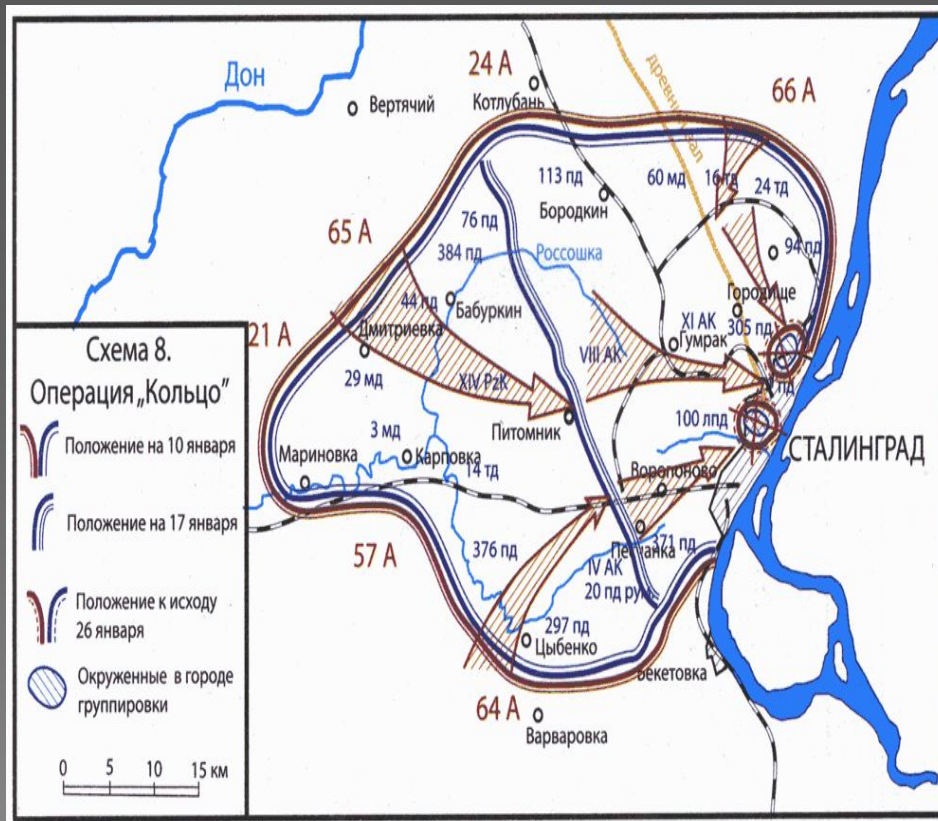 Дон
24 А
66 А
Вертячий
Котлубань
древний вал
113 пд
60 мд
16 тд
24 тд
Бородкин
76 пд
65 А
384 пд
Россошка
94 пд
44 пд
Бабуркин
Городище
21 А
Дмитриевка
XI АК
305 пд
Гумрак
29 мд
XIV PzK
VIII АК
пд
3 мд
Питомник
100 лпд
Мариновка
Карповка
14 тд
Воропоново
СТАЛИНГРАД
57 А
376 пд
Песчанка
371 пд
IV АК
20 пд рум.
297 пд
Цыбенко
Бекетовка
64 А
Варваровка
Схема 8.
Операция „Кольцо"
Положение на 10 января
Положение на 17 января
Положение к исходу
26 января
Окруженные в городе
группировки
0 5 10 15 км